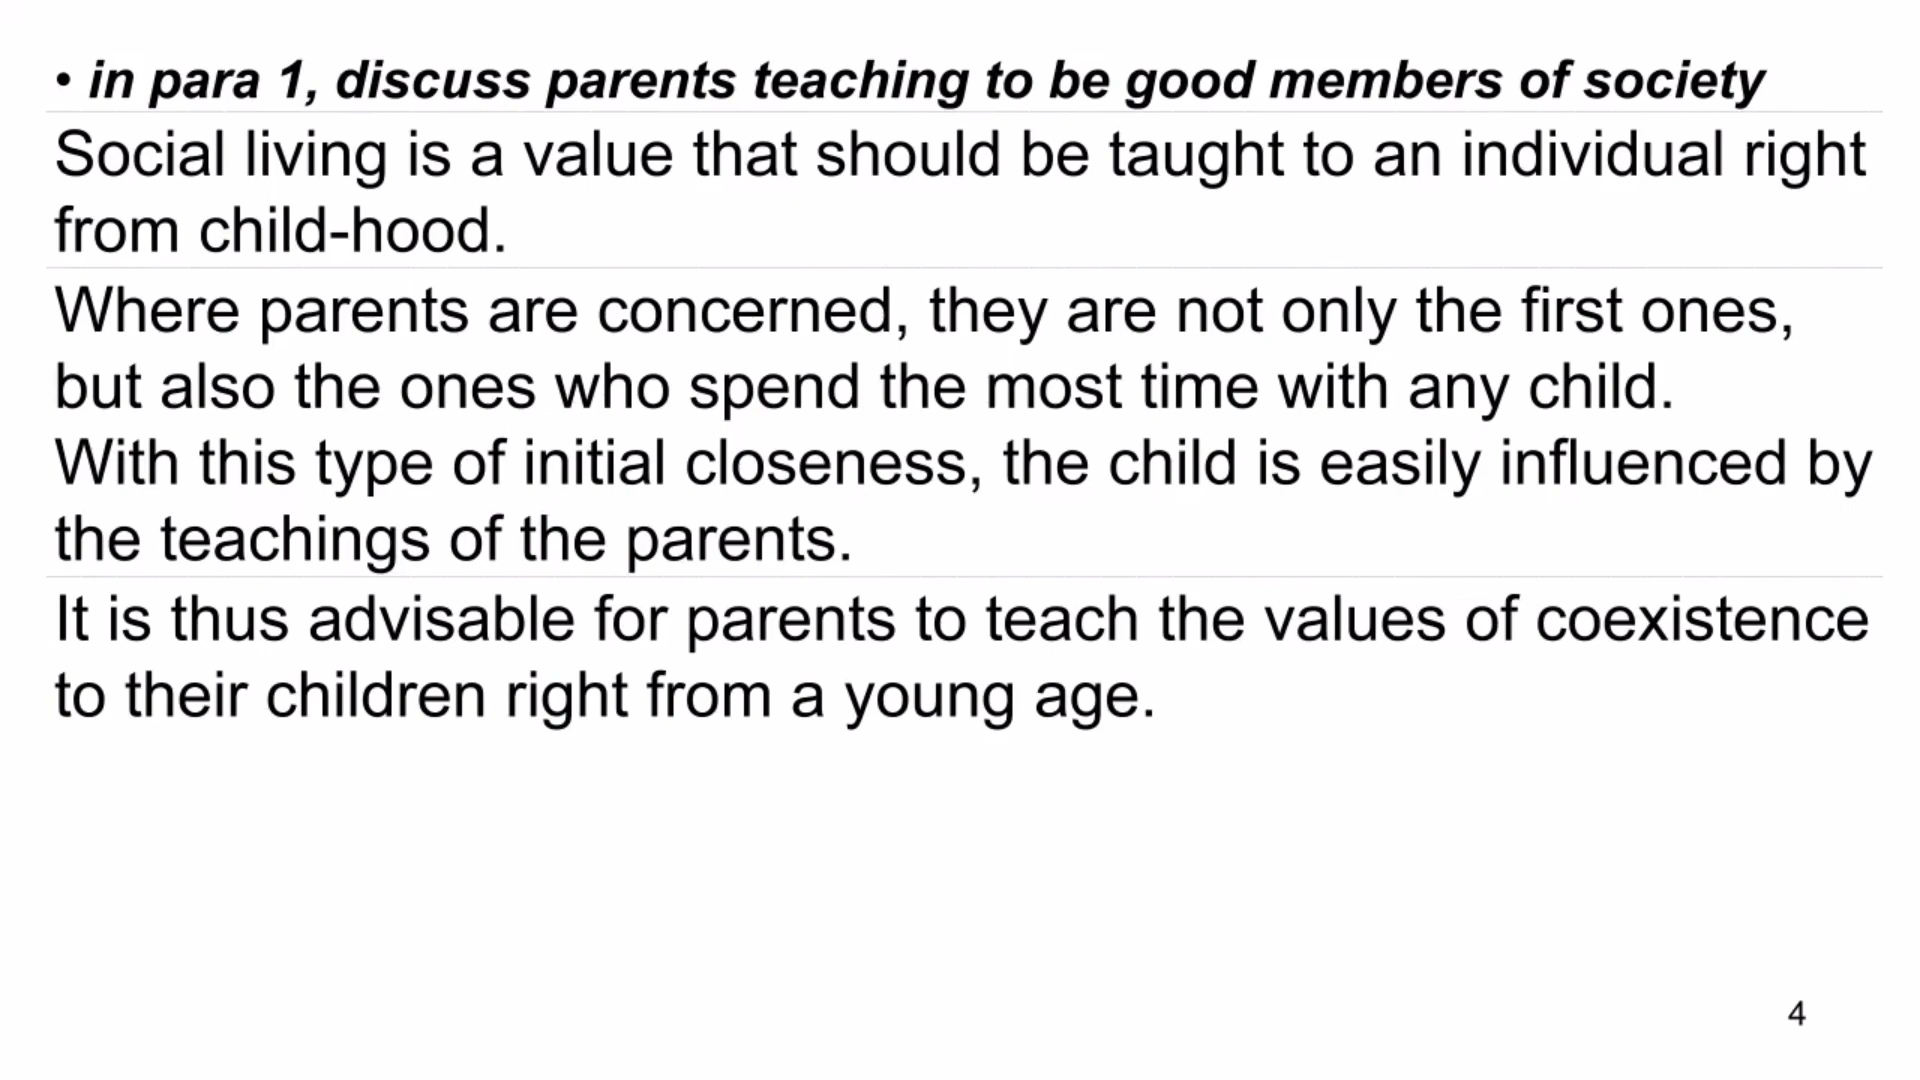 • in para 1, discuss parents teaching to be good members of society
Social living is a value that should be taught to an individual right
from child-hood.
Where parents are concerned, they are not only the first ones,
but also the ones who spend the most time with any child.
With this type of initial closeness, the child is easily influenced by
the teachings of the parents.
It is thus advisable for parents to teach the values of coexistence
to their children right from a young age.
4